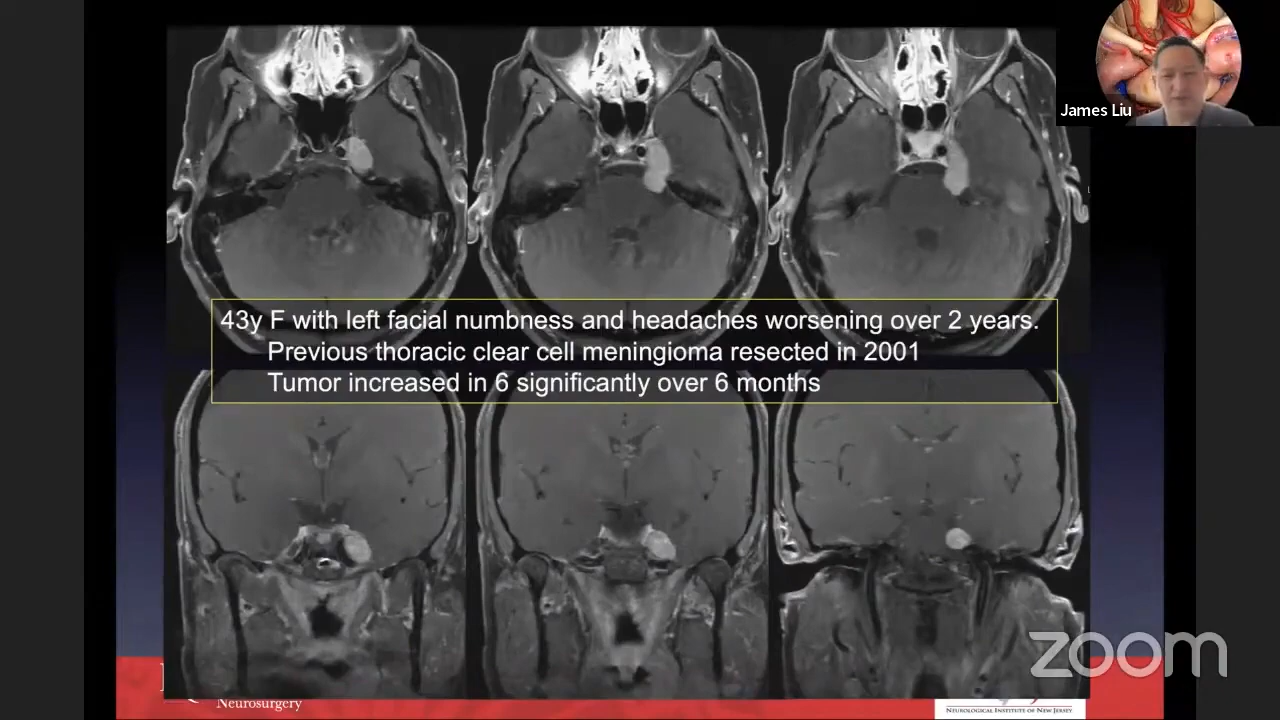 James Liu
43y F with left facial numbness and headaches worsening over 2 years.
Previous thoracic clear cell meningioma resected in 2001
Tumor increased in 6 significantly over 6 months
zoom
Neurosurgery
NEUROLOGICAL INSTITUTE OF NEW JERSEY